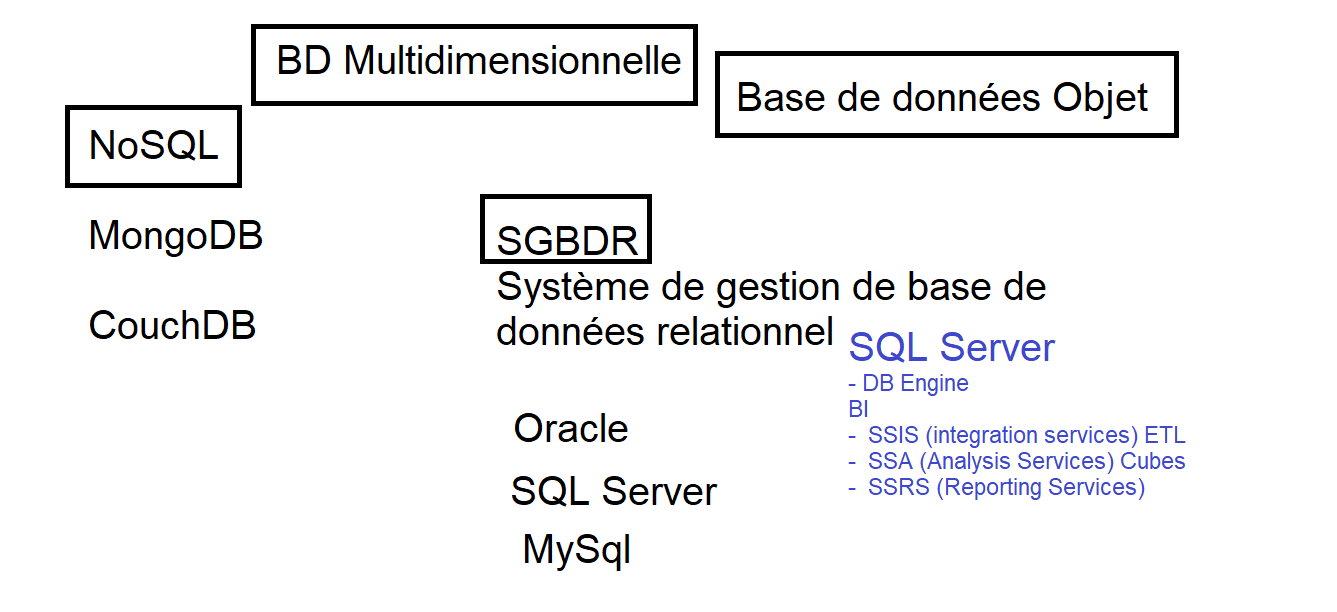 BD Multidimensionnelle
Base de données Objet
NoSQL
MongoDB
CouchDB
SGBDR
Système de gestion de base de
données relationnel
Oracle
SQL Server
MySql
SQL Server
- DB Engine
BI
- SSIS (integration services) ETL
- SSA (Analysis Services) Cubes
- SSRS (Reporting Services)